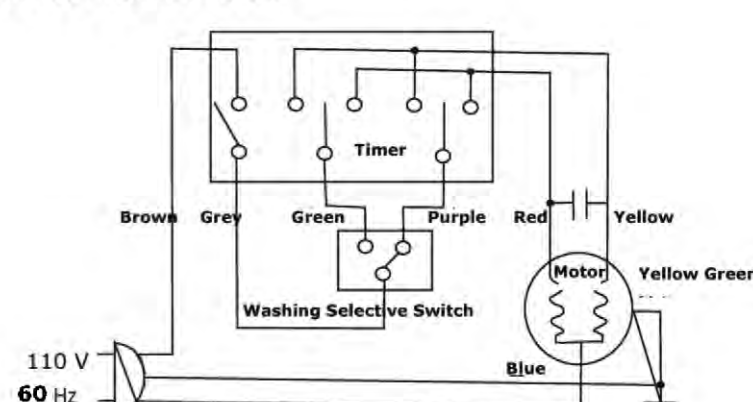 Timer
Brown Grey Green Purple Red Yellow
Motor Yellow Green
Washing Selective Switch
110 V
Blue
60 Hz